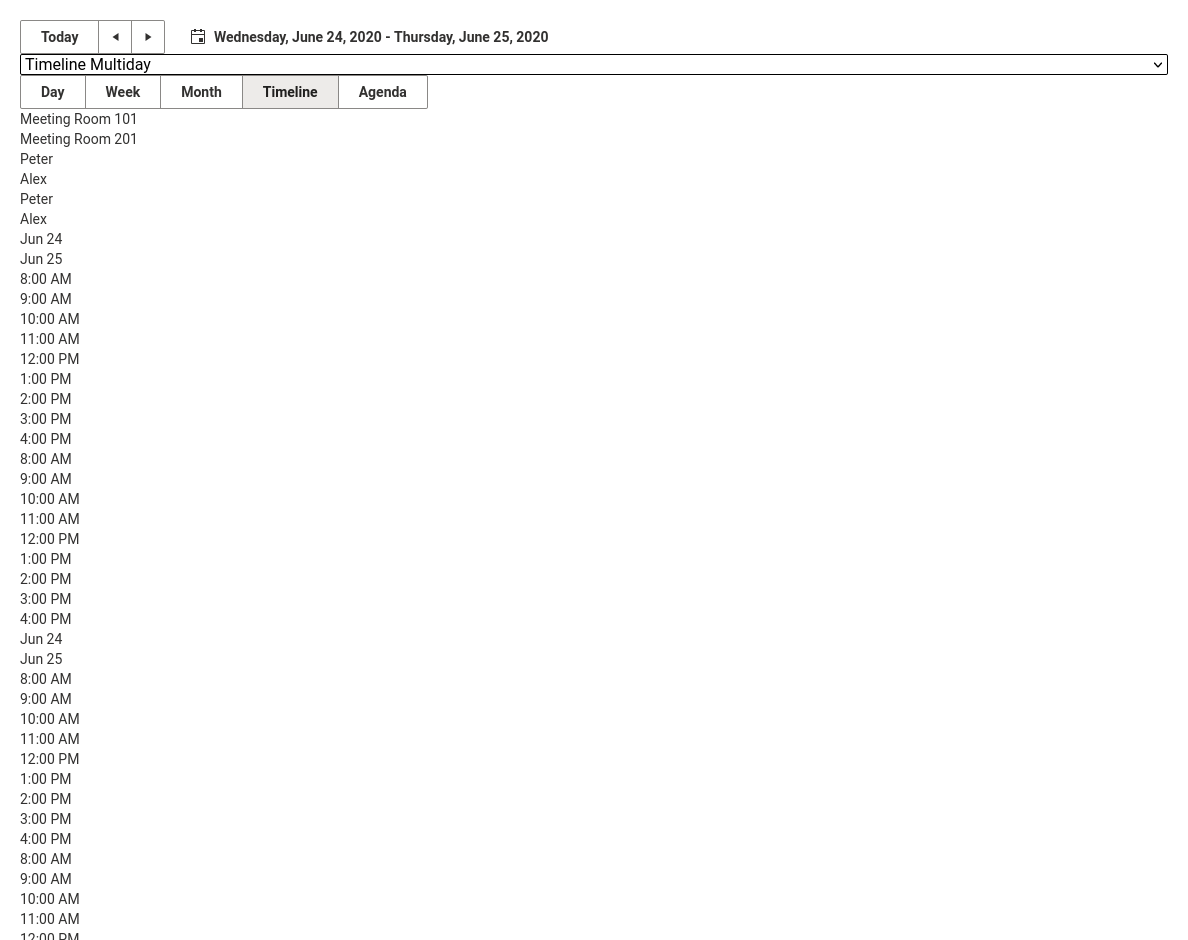 Today Wednesday, June 24, 2020 - Thursday, June 25, 2020
Timeline Multiday
Day Week Month Timeline Agenda
Meeting Room 101
Meeting Room 201
Peter
Alex
Peter
Alex
Jun 24
Jun 25
8:00 AM
9:00 AM
10:00 AM
11:00 AM
12:00 PM
1:00 PM
2:00 PM
3:00 PM
4:00 PM
8:00 AM
9:00 AM
10:00 AM
11:00 AM
12:00 PM
1:00 PM
2:00 PM
3:00 PM
4:00 PM
Jun 24
Jun 25
8:00 AM
9:00 AM
10:00 AM
11:00 AM
12:00 PM
1:00 PM
2:00 PM
3:00 PM
4:00 PM
8:00 AM
9:00 AM
10:00 AM
11:00 AM
12:00 PM